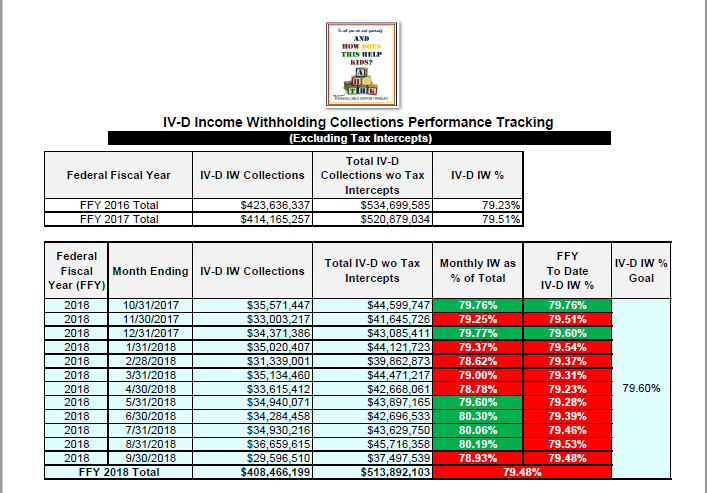 AND
HOW DOES
THIS HELP
KIDS?
IV-D Income Withholding Collections Performance Tracking
(Excluding Tax Intercepts)
Federal Fiscal Year IV-D IW Collections Total IV-D Collections wo Tax Intercepts IV-D IW %
FFY 2016 Total $423,636,337 $534,699,585 79.23%
FFY 2017 Total $414,165,257 $520,879,034 79.51%
Federal Fiscal Year (FFY) Month Ending IV-D IW Collections Total IV-D wo Tax Intercepts Monthly IW as % of Total FFY To Date IV-D IW % IV-D IW % Goal
2018 10/31/2017 $35,571,447 $44,599,747 79.76% 79.76%
2018 11/30/2017 $33,003,217 $41,645,726 79.25% 79.51%
2018 12/31/2017 $34,371,386 $43,085,411 79.77% 79.60%
2018 1/31/2018 $35,020,407 $44,121,723 79.37% 79.54%
2018 2/28/2018 $31,339,001 $39,862,873 78.62% 79.37%
2018 3/31/2018 $35,134,460 $44,471,217 79.00% 79.31%
2018 4/30/2018 $33,615,412 $42,668,061 78.78% 79.23% 79.60%
2018 5/31/2018 $34,940,071 $43,897,165 79.60% 79.28%
2018 6/30/2018 $34,284,458 $42,696,533 80.30% 79.39%
2018 7/31/2018 $34,930,216 $43,629,750 80.06% 79.46%
2018 8/31/2018 $36,659,615 $45,716,358 80.19% 79.53%
2018 9/30/2018 $29,596,510 $37,497,539 78.93% 79.48%
FFY 2018 Total $408,466,199 $513,892,103 79.48%